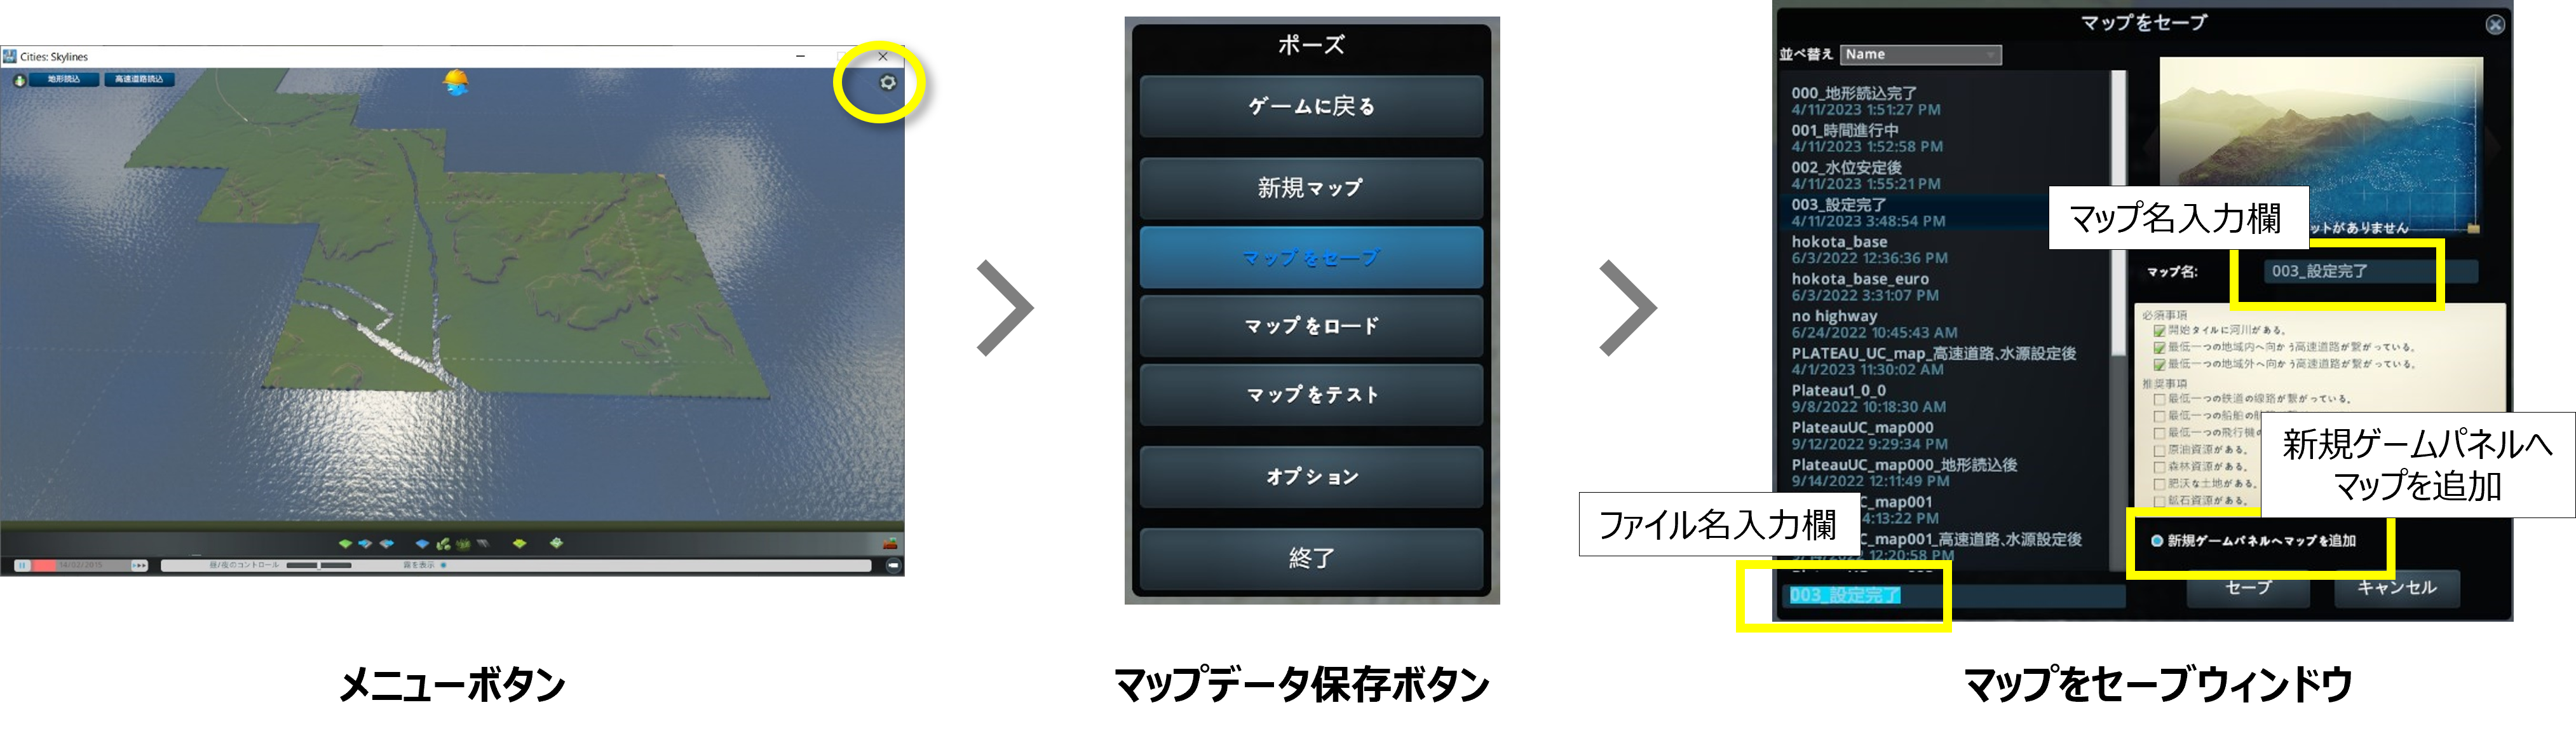 Cities: Skylines
地形読込 高速道路読込
14/02/2015
昼/夜のコントロール
霧を表示
メニューボタン
ポーズ
ゲームに戻る
新規マップ
マップをセーブ
マップをロード
マップをテスト
オプション
終了
マップデータ保存ボタン
マップをセーブ
並べ替え Name
000_地形読込完了
4/11/2023 1:51:27 PM
001_時間進行中
4/11/2023 1:52:58 PM
002_水位安定後
4/11/2023 1:55:21 PM
003_設定完了
4/11/2023 3:48:54 PM
hokota_base
6/3/2022 12:36:36 PM
hokota_base_euro
6/3/2022 3:31:07 PM
no highway
6/24/2022 10:45:43 AM
PLATEAU_UC_map_高速道路、水源設定後
4/1/2023 11:30:02 AM
Plateau1_0_0
9/8/2022 10:18:30 AM
PlateauUC_map000
9/12/2022 9:29:34 PM
PlateauUC_map000_地形読込後
9/14/2022 12:11:49 PM
C_map001
4:13:22 PM
C_map001_高速道路、水源設定後
9/14/2022 12:20:58 PM
ファイル名入力欄
003_設定完了
マップ名入力欄
ットがありません
マップ名: 003_設定完了
必須事項
開始タイルに河川がある。
最低一つの地域内へ向かう高速道路が繋がっている。
最低一つの地域外へ向かう高速道路が繋がっている。
推奨事項
最低一つの鉄道の線路が繋がっている。
最低一つの船舶の
最低一つの飛行機
原油資源がある。
森林資源がある。
肥沃な土地がある。
鉱石資源がある。
新規ゲームパネルへ
マップを追加
新規ゲームパネルへマップを追加
セーブ キャンセル
マップをセーブウィンドウ